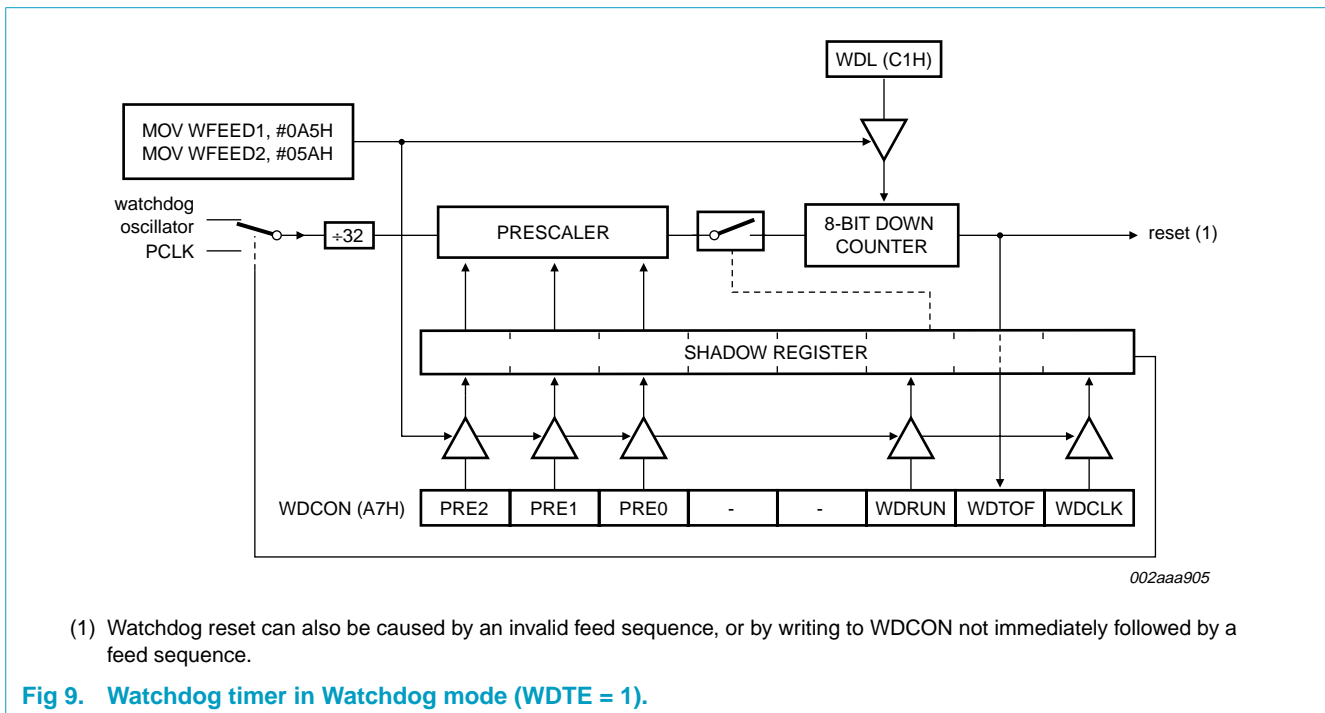 WDL (C1H)
MOV WFEED1, #0A5H
MOV WFEED2, #05AH
watchdog
oscillator
PCLK
÷32
PRESCALER
8-BIT DOWN
COUNTER
reset (1)
SHADOW REGISTER
WDCON (A7H) PRE2 PRE1 PRE0 - - WDRUN WDTOF WDCLK
002aaa905
(1) Watchdog reset can also be caused by an invalid feed sequence, or by writing to WDCON not immediately followed by a
feed sequence.
Fig 9. Watchdog timer in Watchdog mode (WDTE = 1).